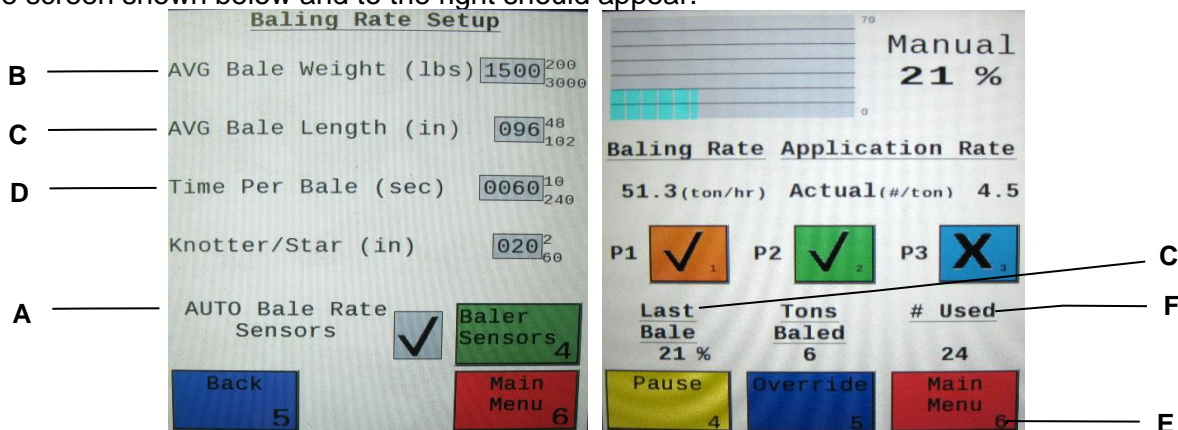 screen shown below and to the right should appear.
Baling Rate Setup
B
AVG Bale Weight (lbs) 1500 200 3000
C
AVG Bale Length (in) 096 48 102
D
Time Per Bale (sec) 0060 10 240
Knotter/Star (in) 020 2 60
A
AUTO Bale Rate
Sensors
Baler
Sensors 4
Back
5
Main
Menu
6
70
Manual
21 %
0
Baling Rate Application Rate
51.3(ton/hr) Actual(#/ton) 4.5
P1 1 P2 2 P3 X 3
C
Last
Bale
21 %
Tons
Baled
6
# Used
24
F
Pause
4
Override
5
Main
Menu
6
E